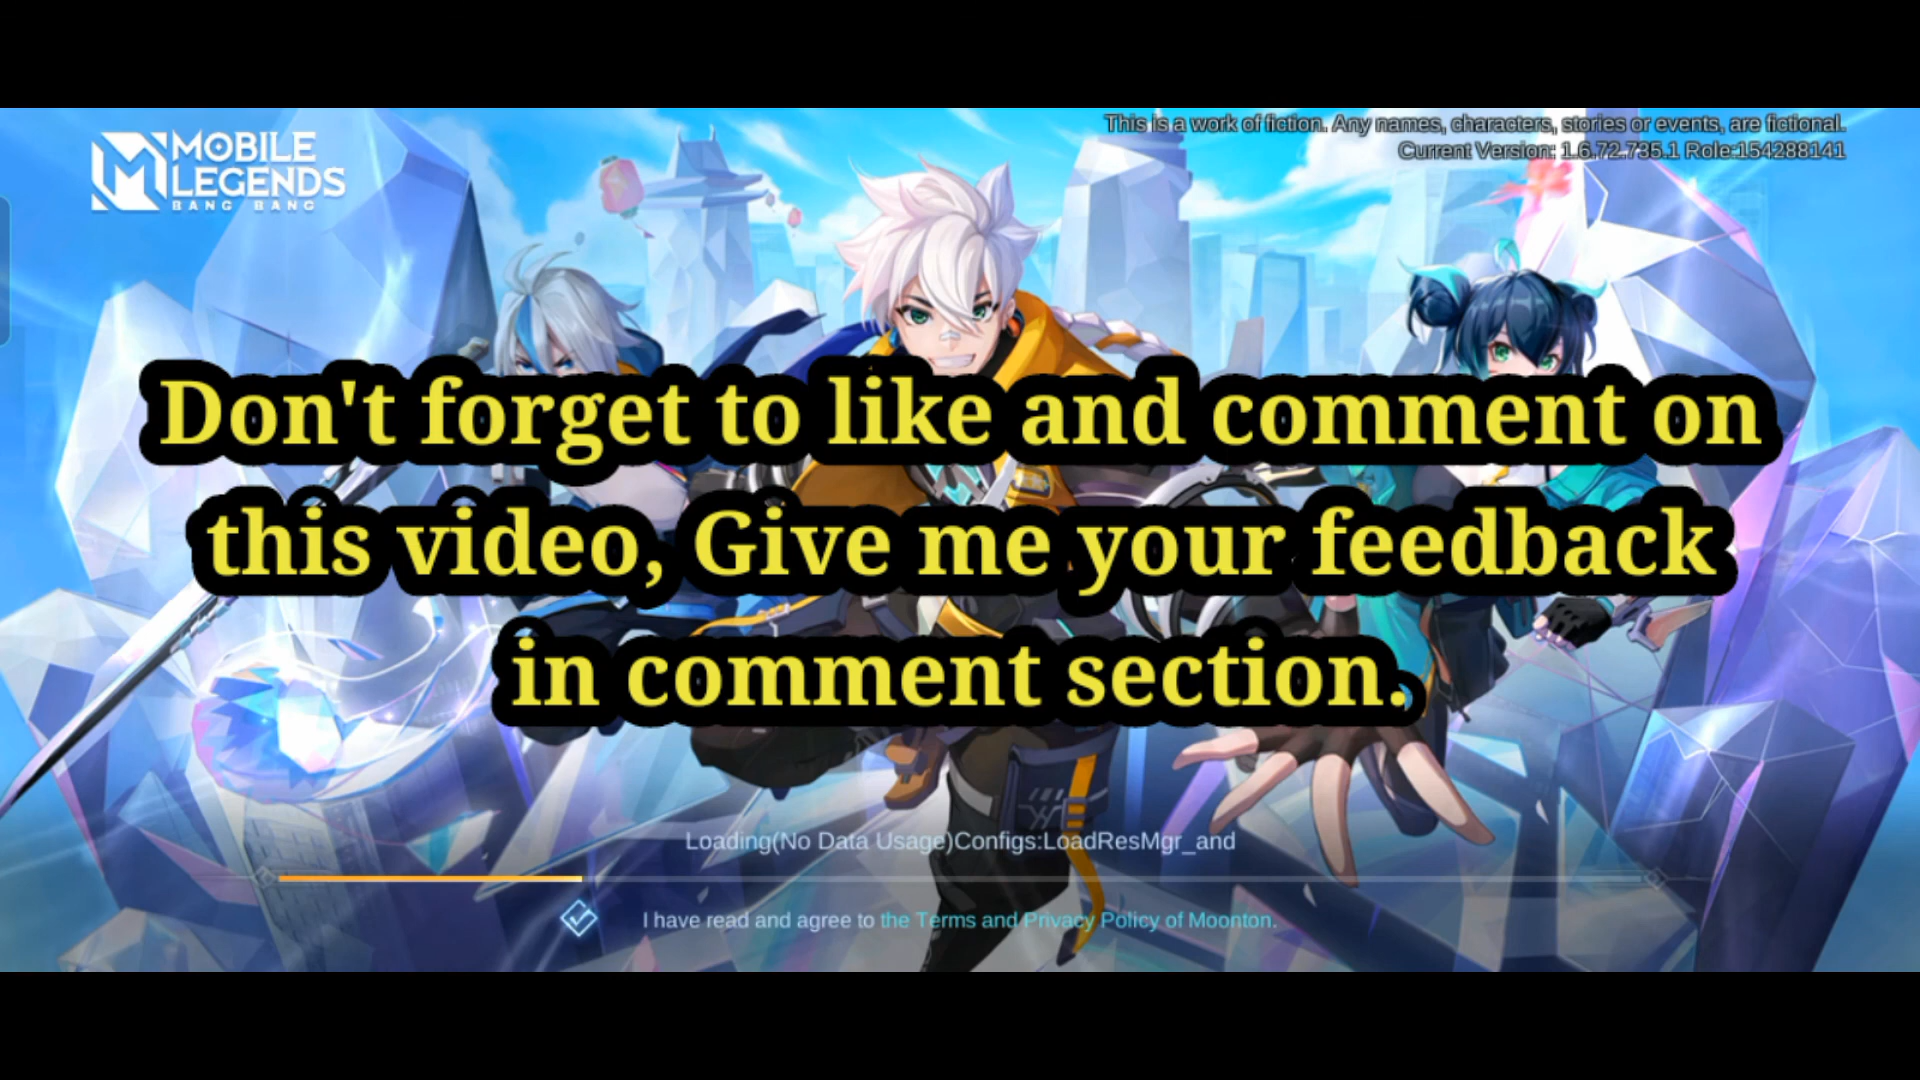 MOBILE
LEGENDS
BANG BANG
This is a work of fiction. Any names, characters, stories or events, are fictional.
Current Version: 1.6.72.735.1 Role:154288141
Don't forget to like and comment on
this video, Give me your feedback
in comment section.
Loading(No Data Usage)Configs:LoadResMgr_and
I have read and agree to the Terms and Privacy Policy of Moonton.